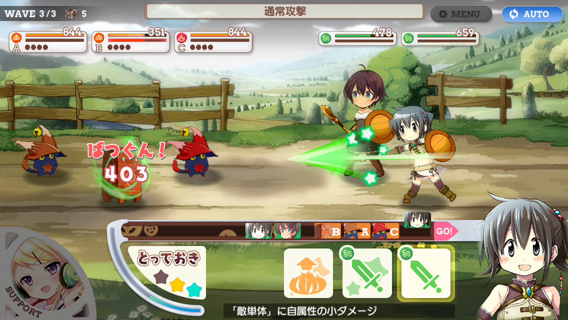 WAVE 3/3 5
通常攻撃
MENU
AUTO
844
A
351
B
844
C
478
659
ばつぐん!
403
B A C GO!
とっておき
SUPPORT
「敵単体」に自属性の小ダメージ